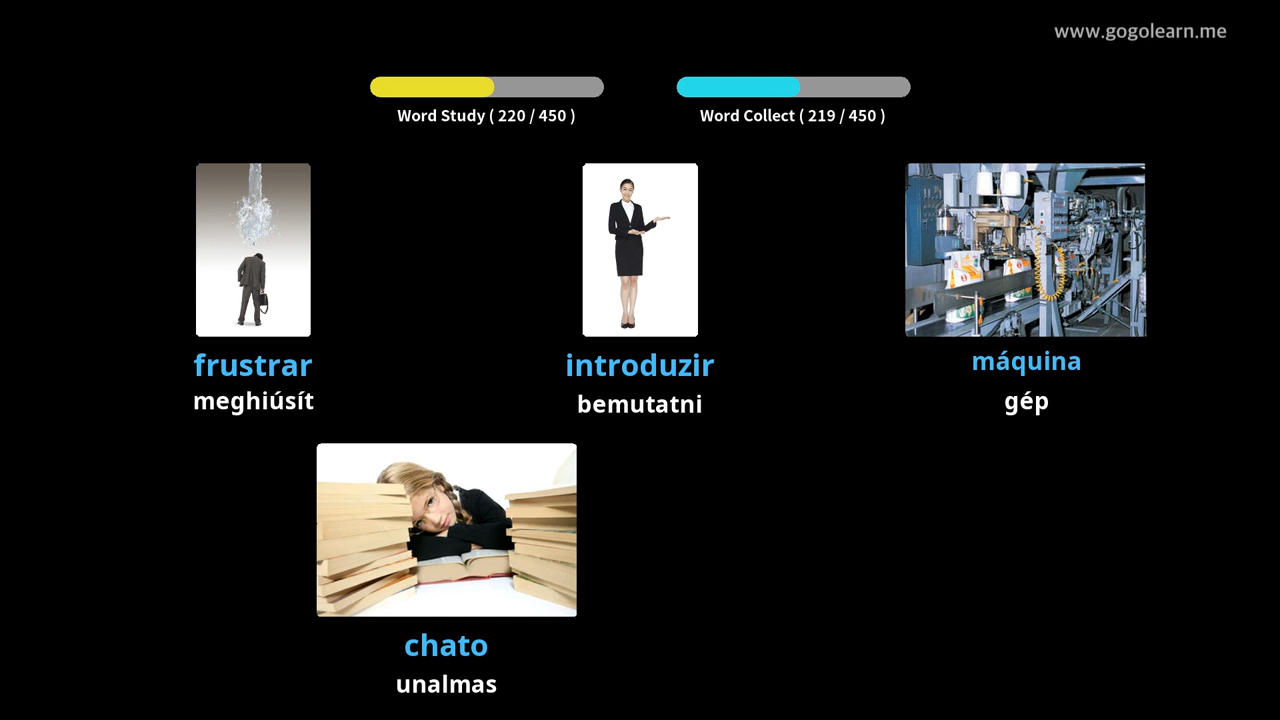 www.gogolearn.me
Word Study ( 220 / 450 )
Word Collect ( 219 / 450 )
frustrar
meghiúsít
introduzir
bemutatni
máquina
gép
chato
unalmas